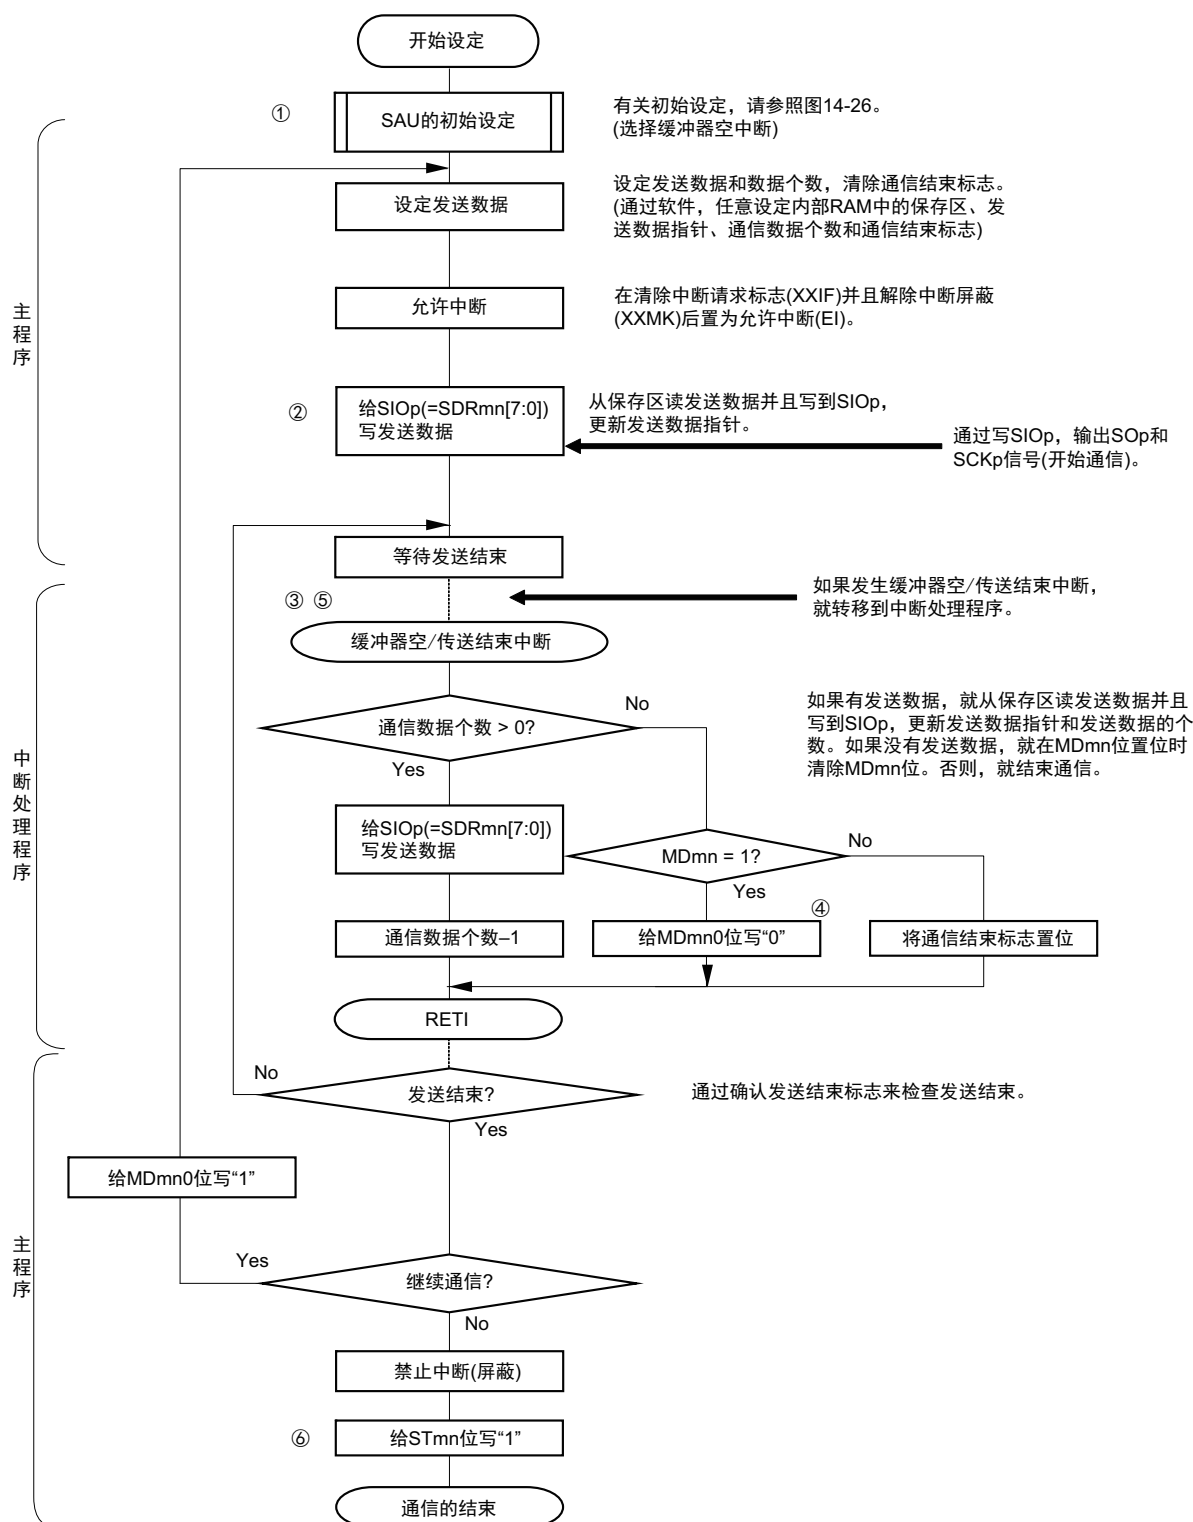 开始设定
①
SAU的初始设定
有关初始设定，请参照图14-26。
(选择缓冲器空中断)
设定发送数据
设定发送数据和数据个数，清除通信结束标志。
(通过软件，任意设定内部RAM中的保存区、发
送数据指针、通信数据个数和通信结束标志)
主程序
允许中断
在清除中断请求标志(XXIF)并且解除中断屏蔽
(XXMK)后置为允许中断(EI)。
②
给SIOp(=SDRmn[7:0])
写发送数据
从保存区读发送数据并且写到SIOp，
更新发送数据指针。
通过写SIOp，输出SOp和
SCKp信号(开始通信)。
等待发送结束
③ ⑤
如果发生缓冲器空/传送结束中断，
就转移到中断处理程序。
缓冲器空/传送结束中断
通信数据个数 > 0?
No
Yes
如果有发送数据，就从保存区读发送数据并且
写到SIOp，更新发送数据指针和发送数据的个
数。如果没有发送数据，就在MDmn位置位时
清除MDmn位。否则，就结束通信。
中断处理程序
给SIOp(=SDRmn[7:0])
写发送数据
MDmn = 1?
No
Yes
④
通信数据个数–1
给MDmn0位写“0”
将通信结束标志置位
RETI
No
发送结束?
Yes
通过确认发送结束标志来检查发送结束。
给MDmn0位写“1”
主程序
Yes
继续通信?
No
禁止中断(屏蔽)
⑥
给STmn位写“1”
通信的结束